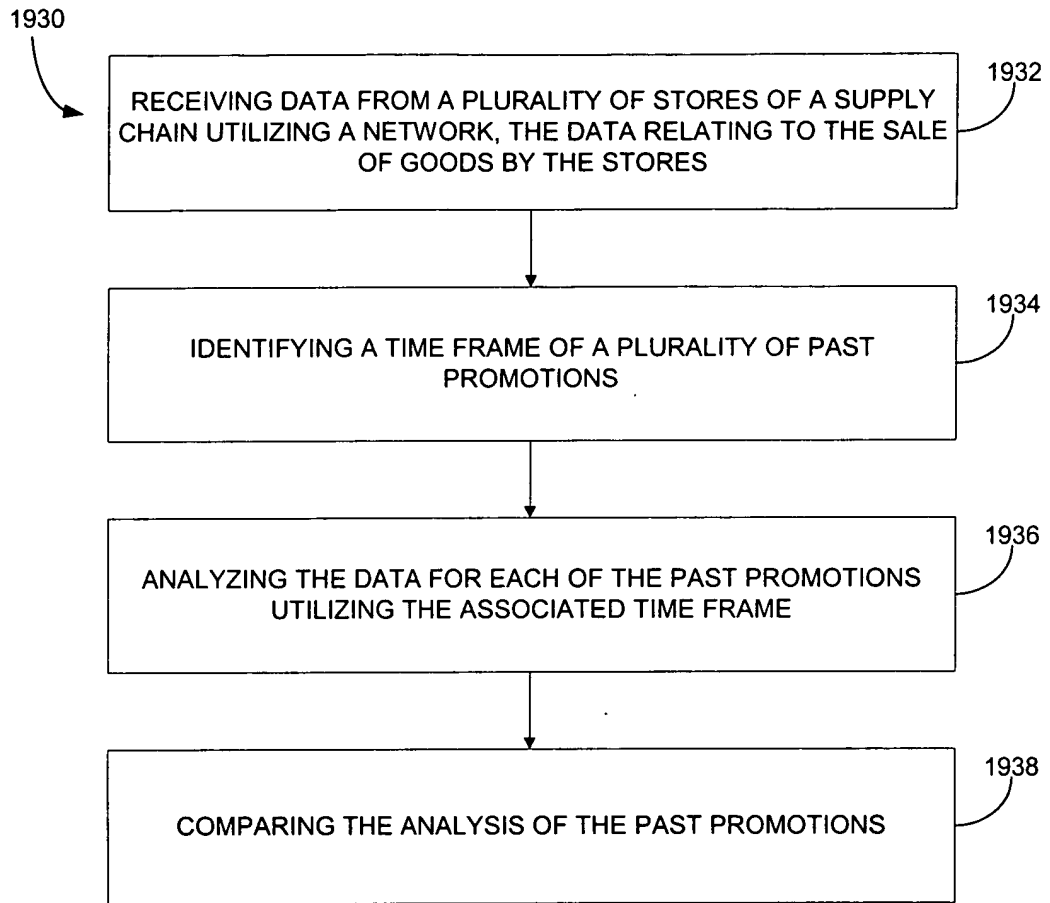 1930
1932
RECEIVING DATA FROM A PLURALITY OF STORES OF A SUPPLY
CHAIN UTILIZING A NETWORK, THE DATA RELATING TO THE SALE
OF GOODS BY THE STORES
1934
IDENTIFYING A TIME FRAME OF A PLURALITY OF PAST
PROMOTIONS
1936
ANALYZING THE DATA FOR EACH OF THE PAST PROMOTIONS
UTILIZING THE ASSOCIATED TIME FRAME
1938
COMPARING THE ANALYSIS OF THE PAST PROMOTIONS